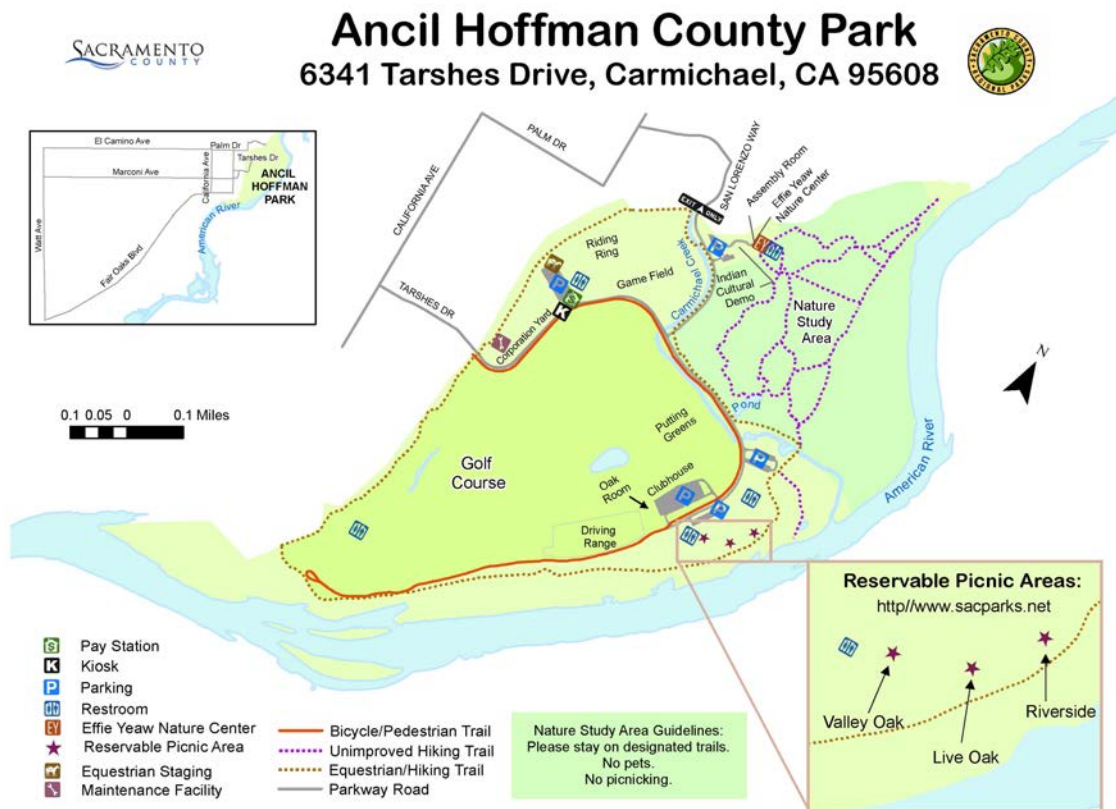 SACRAMENTO
COUNTY
Ancil Hoffman County Park
6341 Tarshes Drive, Carmichael, CA 95608
SACRAMENTO COUNTY
REGIONAL PARKS
El Camino Ave
Palm Dr
Tarshes Dr
Marconi Ave
California Ave
ANCIL
HOFFMAN
PARK
American River
Watt Ave
Fair Oaks Blvd
PALM DR
CALIFORNIA AVE
SAN LORENZO WAY
EXIT ONLY
Assembly Room
Effie Yeaw
Nature Center
EY
P
Riding
Ring
Game Field
Carmichael Creek
Indian
Cultural
Demo
Nature
Study
Area
TARSHES DR
P
S
K
Corporation Yard
N
0.1 0.05 0 0.1 Miles
Pond
Putting
Greens
American River
Golf
Course
Oak
Room
Clubhouse
P
P
P
Driving
Range
Reservable Picnic Areas:
http//www.sacparks.net
Valley Oak
Live Oak
Riverside
S Pay Station
K Kiosk
P Parking
Restroom
EY Effie Yeaw Nature Center
Reservable Picnic Area
Equestrian Staging
Maintenance Facility
Bicycle/Pedestrian Trail
Unimproved Hiking Trail
Equestrian/Hiking Trail
Parkway Road
Nature Study Area Guidelines:
Please stay on designated trails.
No pets.
No picnicking.